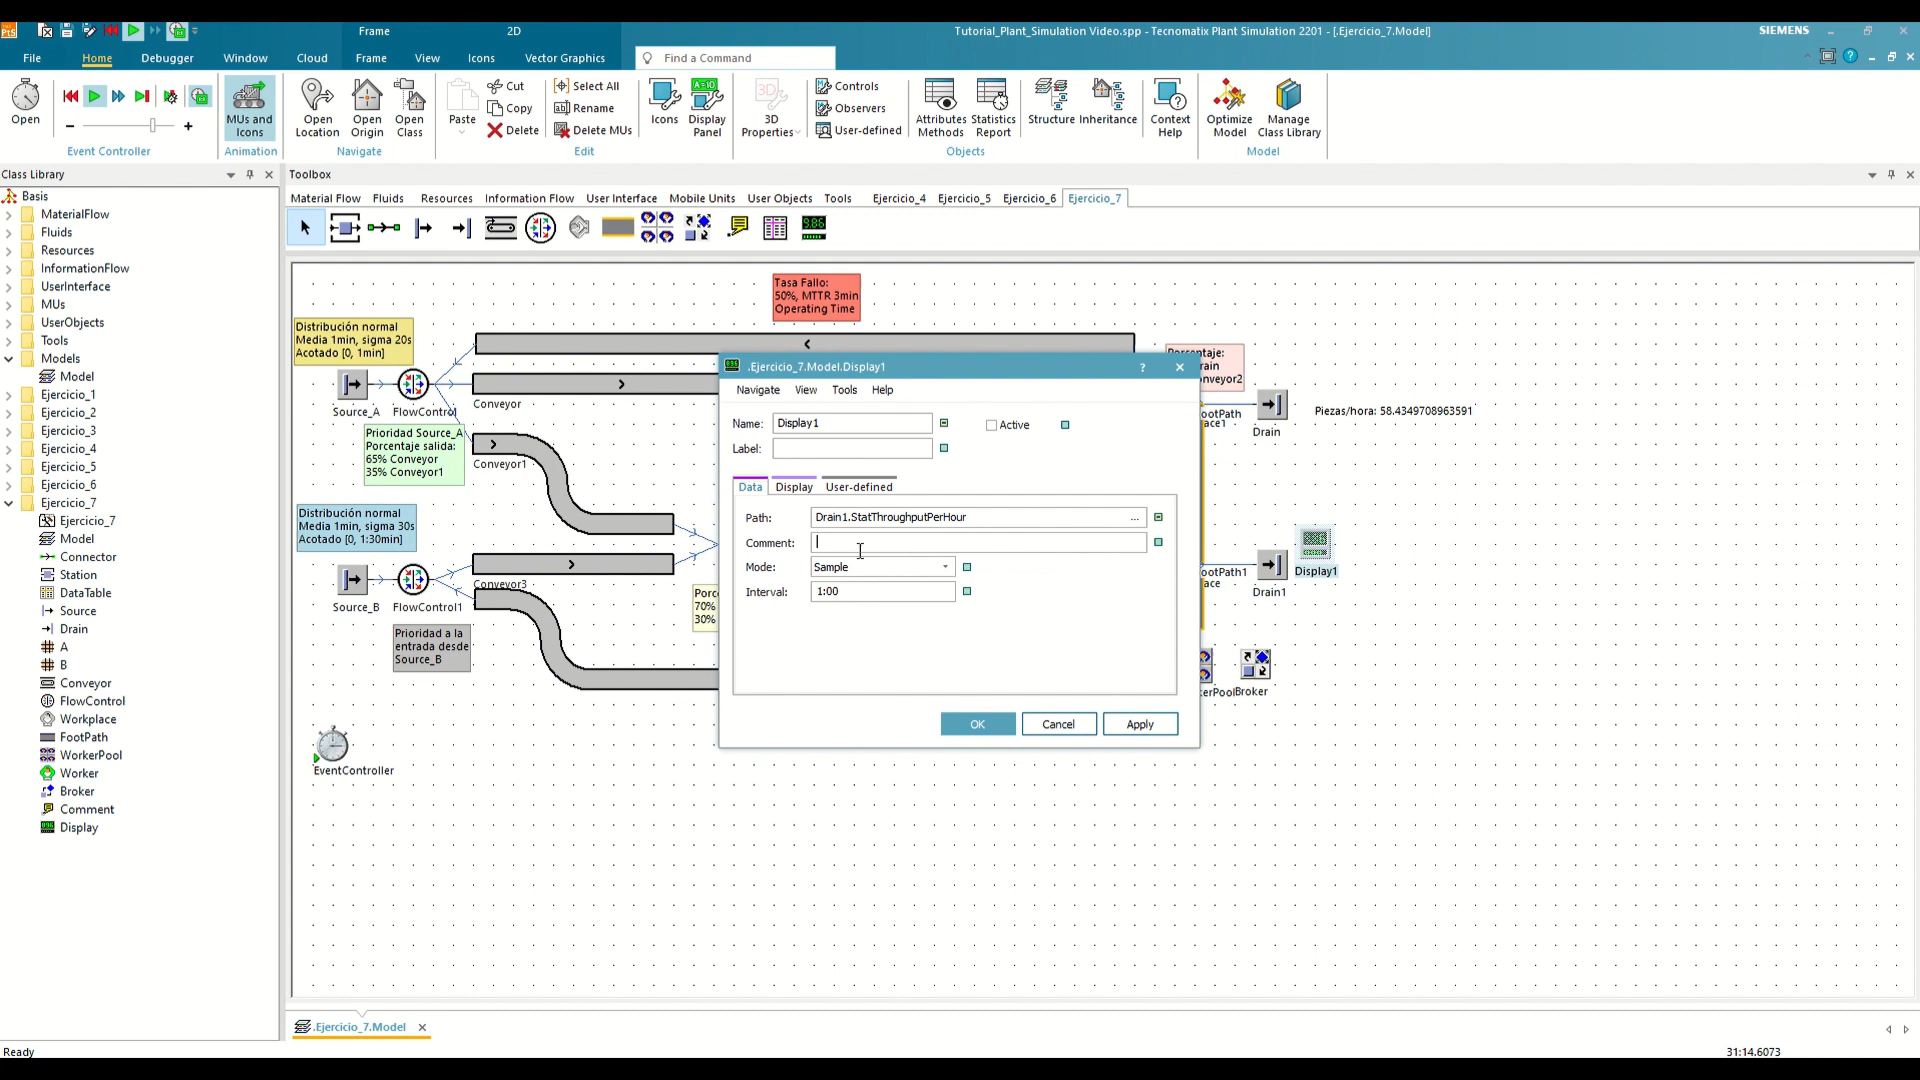 Frame
2D
Tutorial_Plant_Simulation Video.spp - Tecnomatix Plant Simulation 2201 - [.Ejercicio_7.Model]
SIEMENS
File
Home
Debugger
Window
Cloud
Frame
View
Icons
Vector Graphics
Find a Command
Open
MUs and Icons
Open Location
Open Origin
Open Class
Paste
Cut
Copy
Delete
Select All
Rename
Delete MUs
Icons
Display Panel
3D Properties
Controls
Observers
User-defined
Attributes Methods
Statistics Report
Structure
Inheritance
Context Help
Optimize Model
Manage Class Library
Event Controller
Animation
Navigate
Edit
Objects
Model
Class Library
Toolbox
Material Flow
Fluids
Resources
Information Flow
User Interface
Mobile Units
User Objects
Tools
Ejercicio_4
Ejercicio_5
Ejercicio_6
Ejercicio_7
Basis
MaterialFlow
Fluids
Resources
InformationFlow
UserInterface
MUs
UserObjects
Tools
Models
Model
Ejercicio_1
Ejercicio_2
Ejercicio_3
Ejercicio_4
Ejercicio_5
Ejercicio_6
Ejercicio_7
Ejercicio_7
Model
Connector
Station
DataTable
Source
Drain
A
B
Conveyor
FlowControl
Workplace
FootPath
WorkerPool
Worker
Broker
Comment
Display
Tasa Fallo:
50%, MTTR 3min
Operating Time
Distribución normal
Media 1min, sigma 20s
Acotado [0, 1min]
Source_A
FlowControl
Conveyor
Prioridad Source_A
Porcentaje salida:
65% Conveyor
35% Conveyor1
Conveyor1
Distribución normal
Media 1min, sigma 30s
Acotado [0, 1:30min]
Source_B
FlowControl1
Conveyor3
Prioridad a la
entrada desde
Source_B
EventController
Porce
70%
30%
.Ejercicio_7.Model.Display1
Navigate
View
Tools
Help
Name:
Display1
Active
Label:
Data
Display
User-defined
Path:
Drain1.StatThroughputPerHour
...
Comment:
Mode:
Sample
Interval:
1:00
OK
Cancel
Apply
Porcentaje:
rain
onveyor2
ootPath
ace1
Drain
Piezas/hora: 58.4349708963591
ootPath1
ace
Drain1
Display1
kerPool
Broker
.Ejercicio_7.Model
Ready
31:14.6073